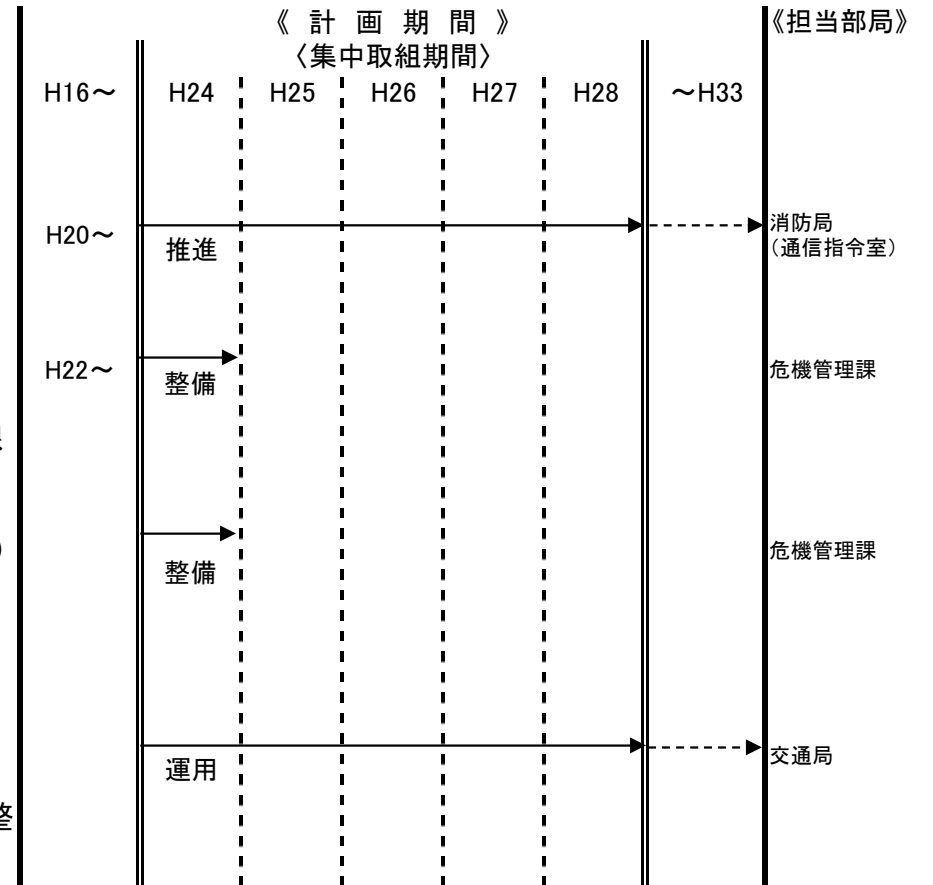 《 計 画 期 間 》
《担当部局》
〈集中取組期間〉
H16～ H24 H25 H26 H27 H28 ～H33
H20～
推進
消防局
（通信指令室）
H22～
整備
危機管理課
整備
危機管理課
運用
交通局
整